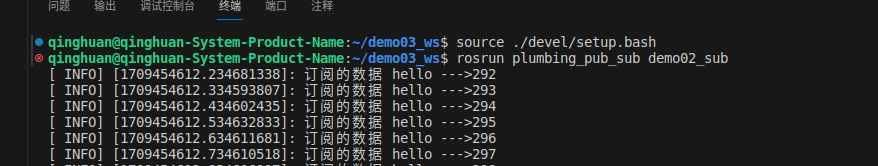 问题 输出 调试控制台 终端 端口 注释
qinghuan@qinghuan-System-Product-Name:~/demo03_ws$ source ./devel/setup.bash
qinghuan@qinghuan-System-Product-Name:~/demo03_ws$ rosrun plumbing_pub_sub demo02_sub
[ INFO] [1709454612.234681338]: 订阅的数据 hello --->292
[ INFO] [1709454612.334593807]: 订阅的数据 hello --->293
[ INFO] [1709454612.434602435]: 订阅的数据 hello --->294
[ INFO] [1709454612.534632833]: 订阅的数据 hello --->295
[ INFO] [1709454612.634611681]: 订阅的数据 hello --->296
[ INFO] [1709454612.734610518]: 订阅的数据 hello --->297